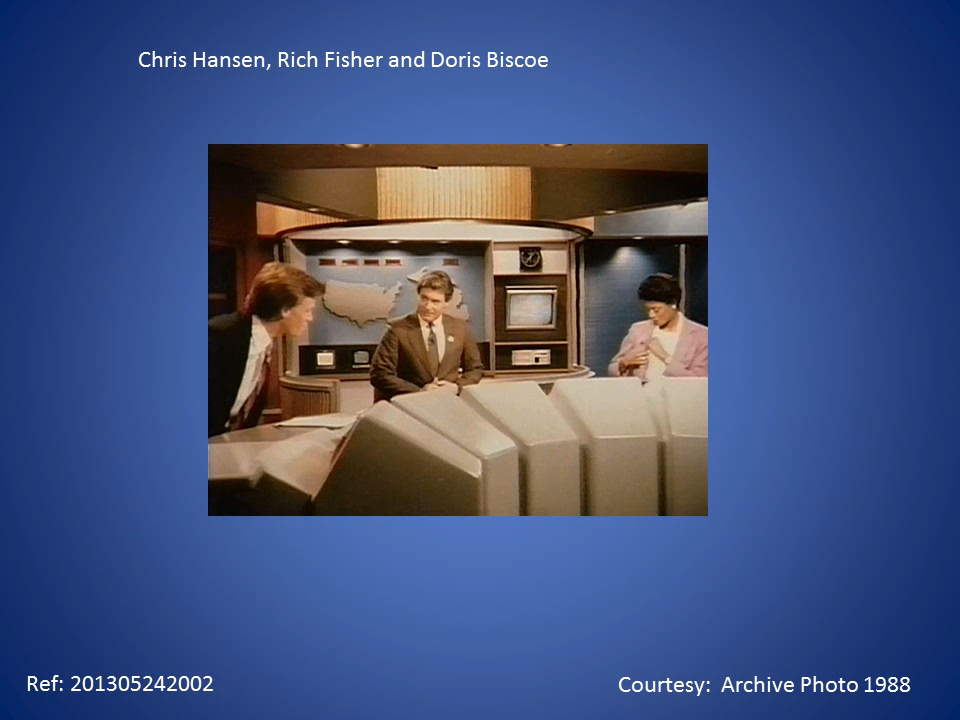 Chris Hansen, Rich Fisher and Doris Biscoe
Ref: 201305242002
Courtesy:  Archive Photo 1988